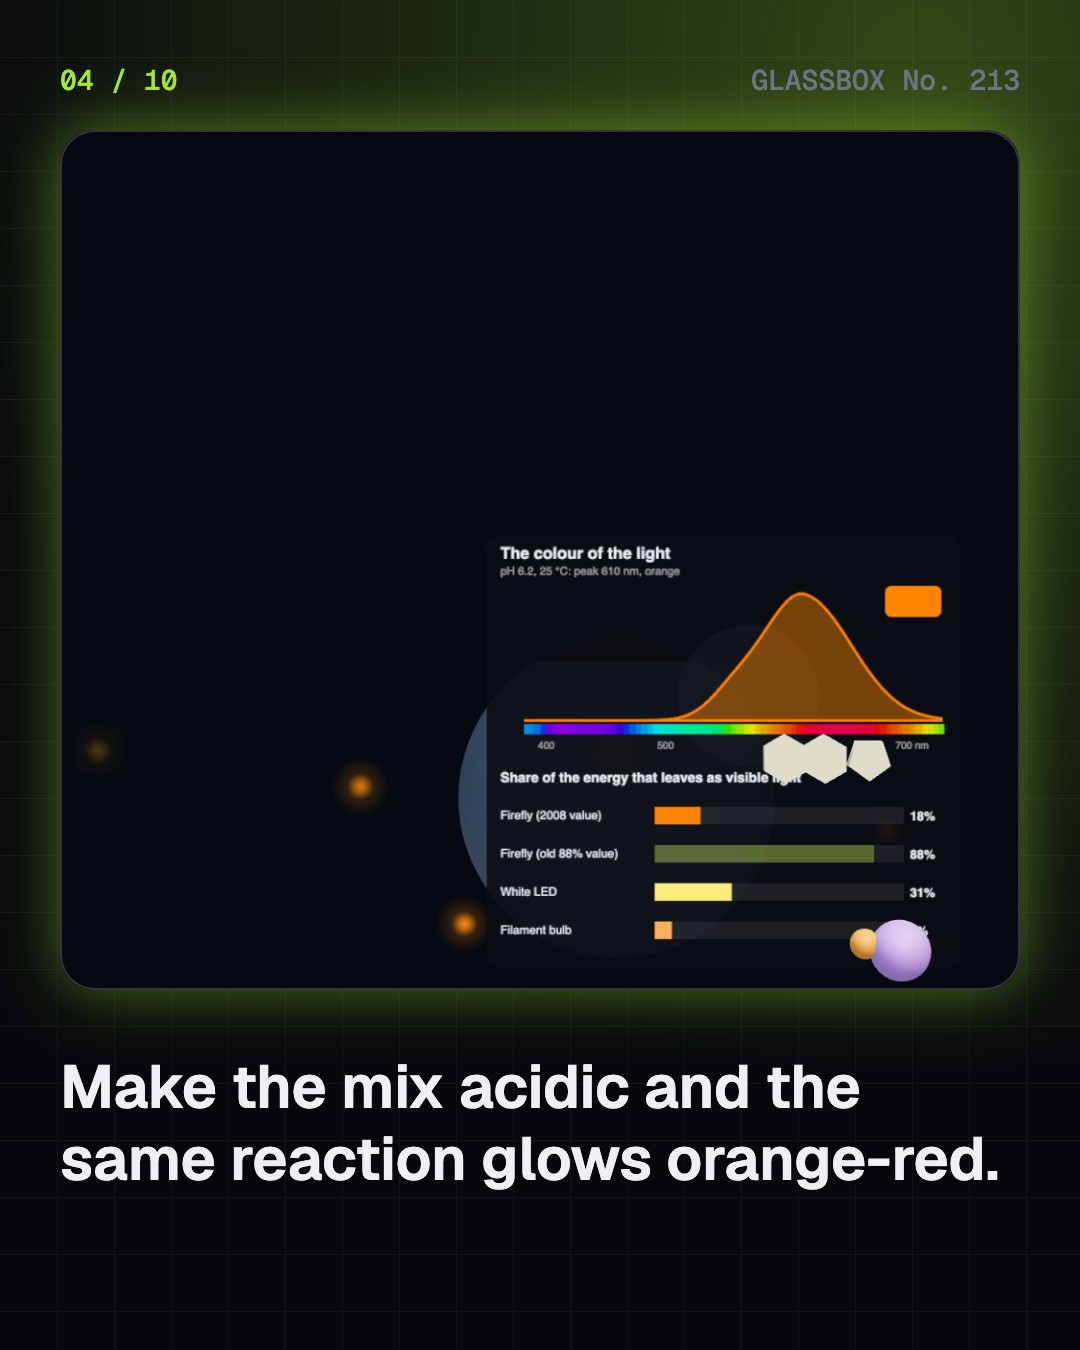 04 / 10
GLASSBOX No. 213
The colour of the light
pH 6.2, 25 °C: peak 610 nm, orange
400
500
700 nm
Share of the energy that leaves as visible light
Firefly (2008 value)
18%
Firefly (old 88% value)
88%
White LED
31%
Filament bulb
%
Make the mix acidic and the
same reaction glows orange-red.